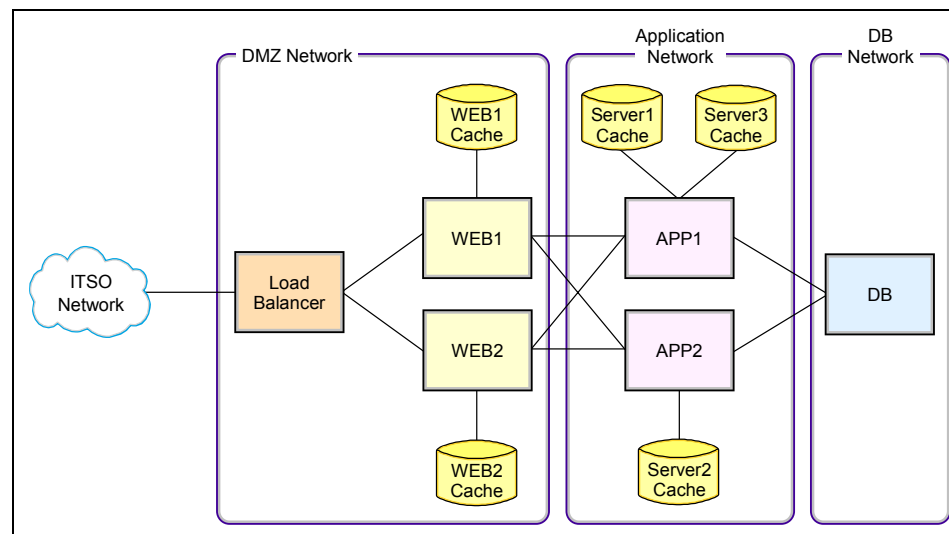 DMZ Network
Application
Network
DB
Network
WEB1
Cache
Server1
Cache
Server3
Cache
WEB1
APP1
ITSO
Network
Load
Balancer
DB
WEB2
APP2
WEB2
Cache
Server2
Cache